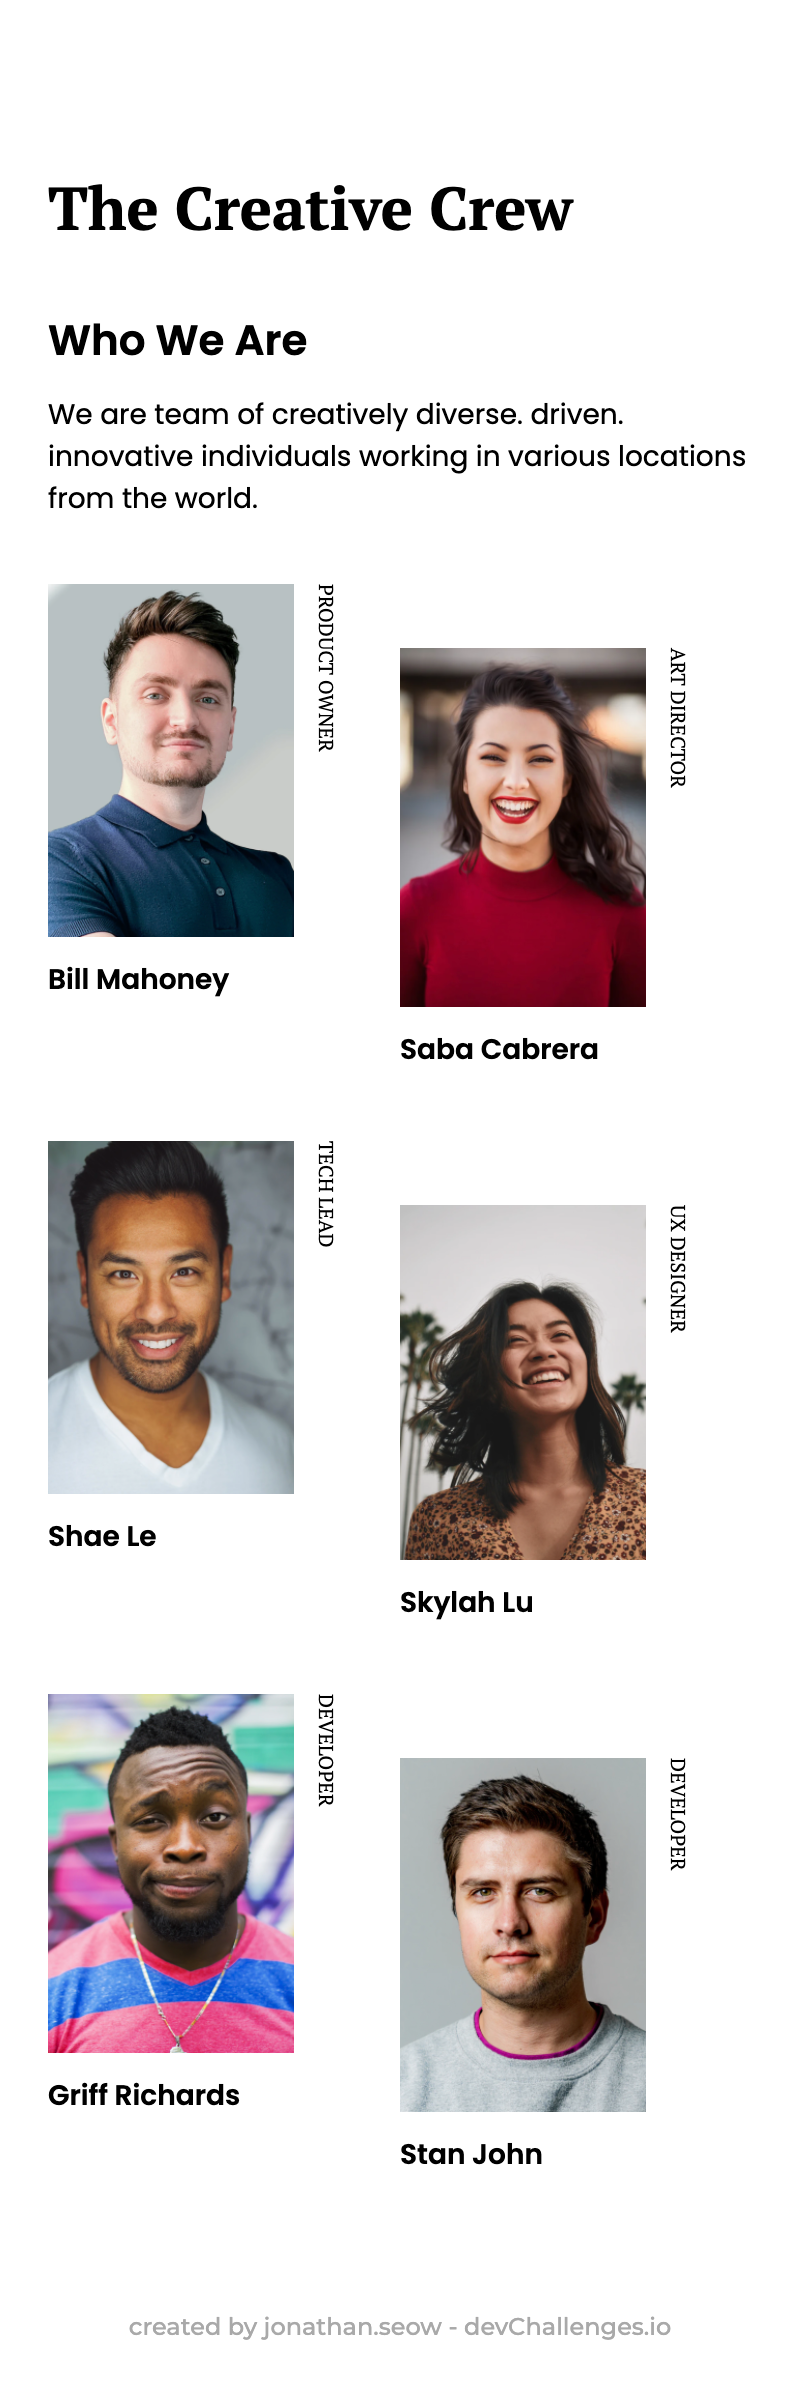 The Creative Crew
Who We Are
We are team of creatively diverse. driven.
innovative individuals working in various locations
from the world.
PRODUCT OWNER
Bill Mahoney
ART DIRECTOR
Saba Cabrera
TECH LEAD
Shae Le
UX DESIGNER
Skylah Lu
DEVELOPER
Griff Richards
DEVELOPER
Stan John
created by jonathan.seow - devChallenges.io